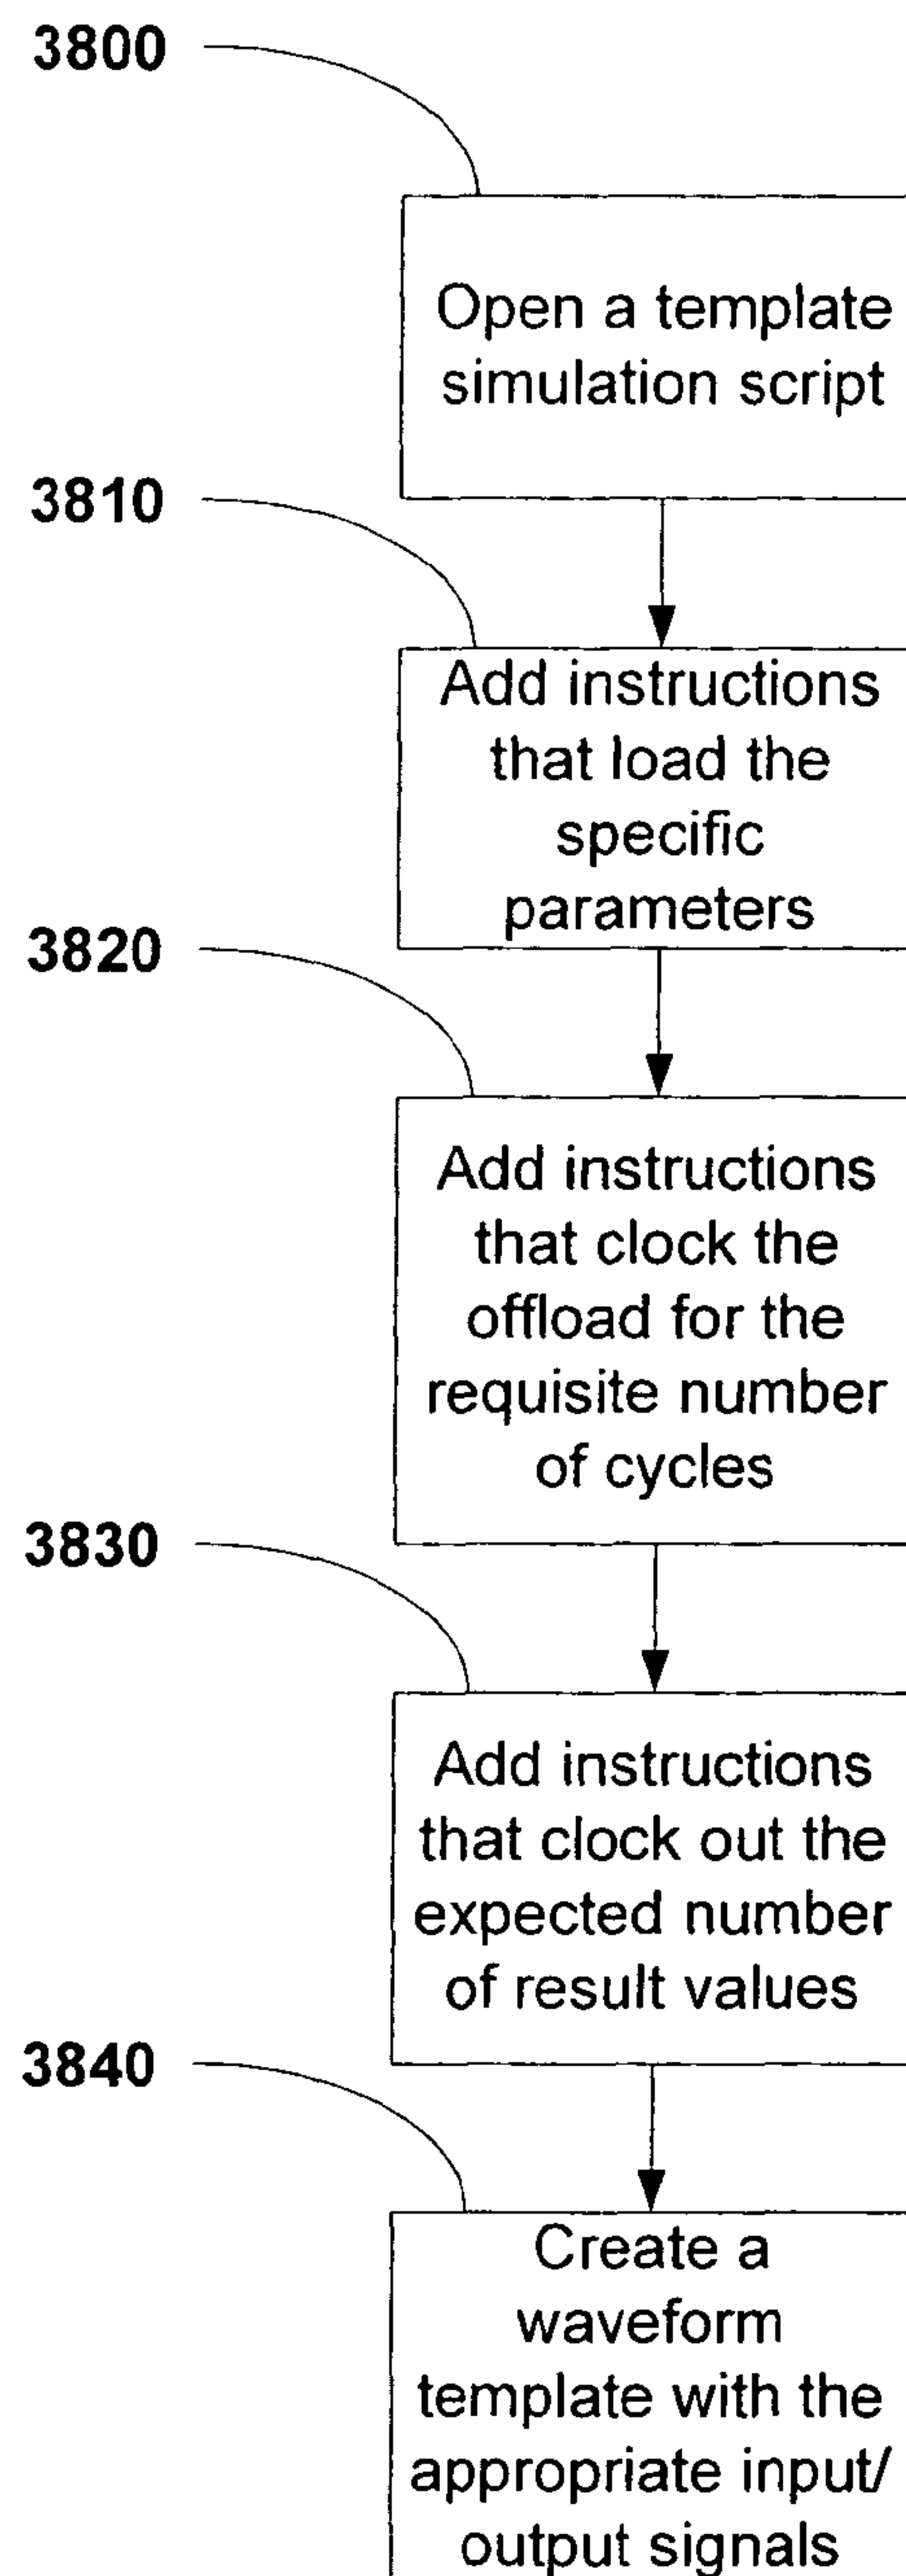 3800
Open a template
simulation script
3810
Add instructions
that load the
specific
parameters
3820
Add instructions
that clock the
offload for the
requisite number
of cycles
3830
Add instructions
that clock out the
expected number
of result values
3840
Create a
waveform
template with the
appropriate input/
output signals